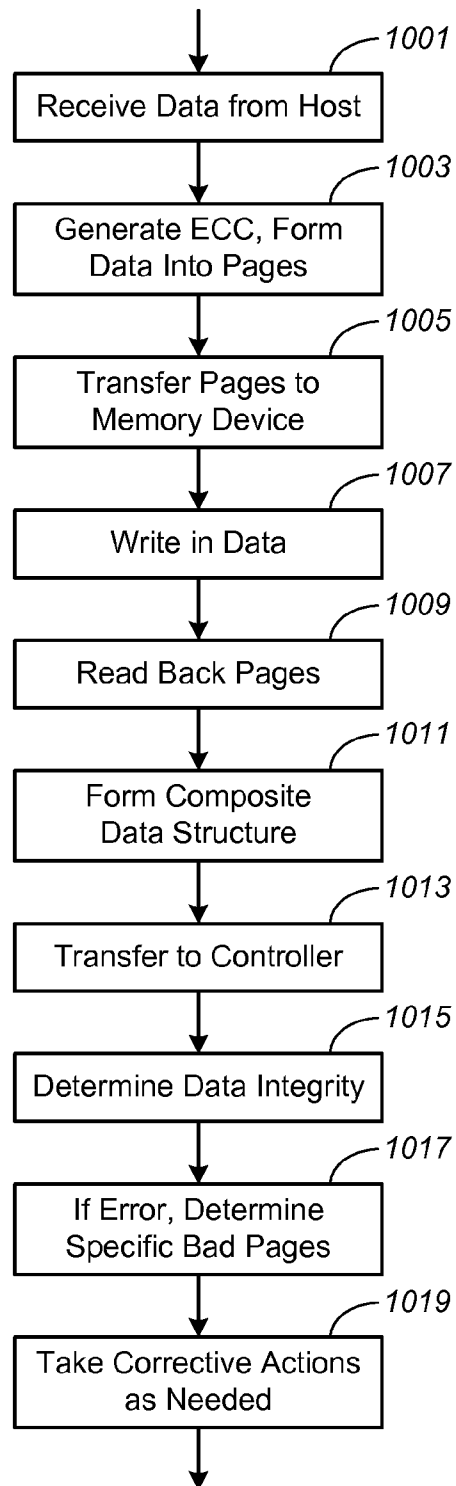 1001
Receive Data from Host
1003
Generate ECC, Form
Data Into Pages
1005
Transfer Pages to
Memory Device
1007
Write in Data
1009
Read Back Pages
1011
Form Composite
Data Structure
1013
Transfer to Controller
1015
Determine Data Integrity
1017
If Error, Determine
Specific Bad Pages
1019
Take Corrective Actions
as Needed